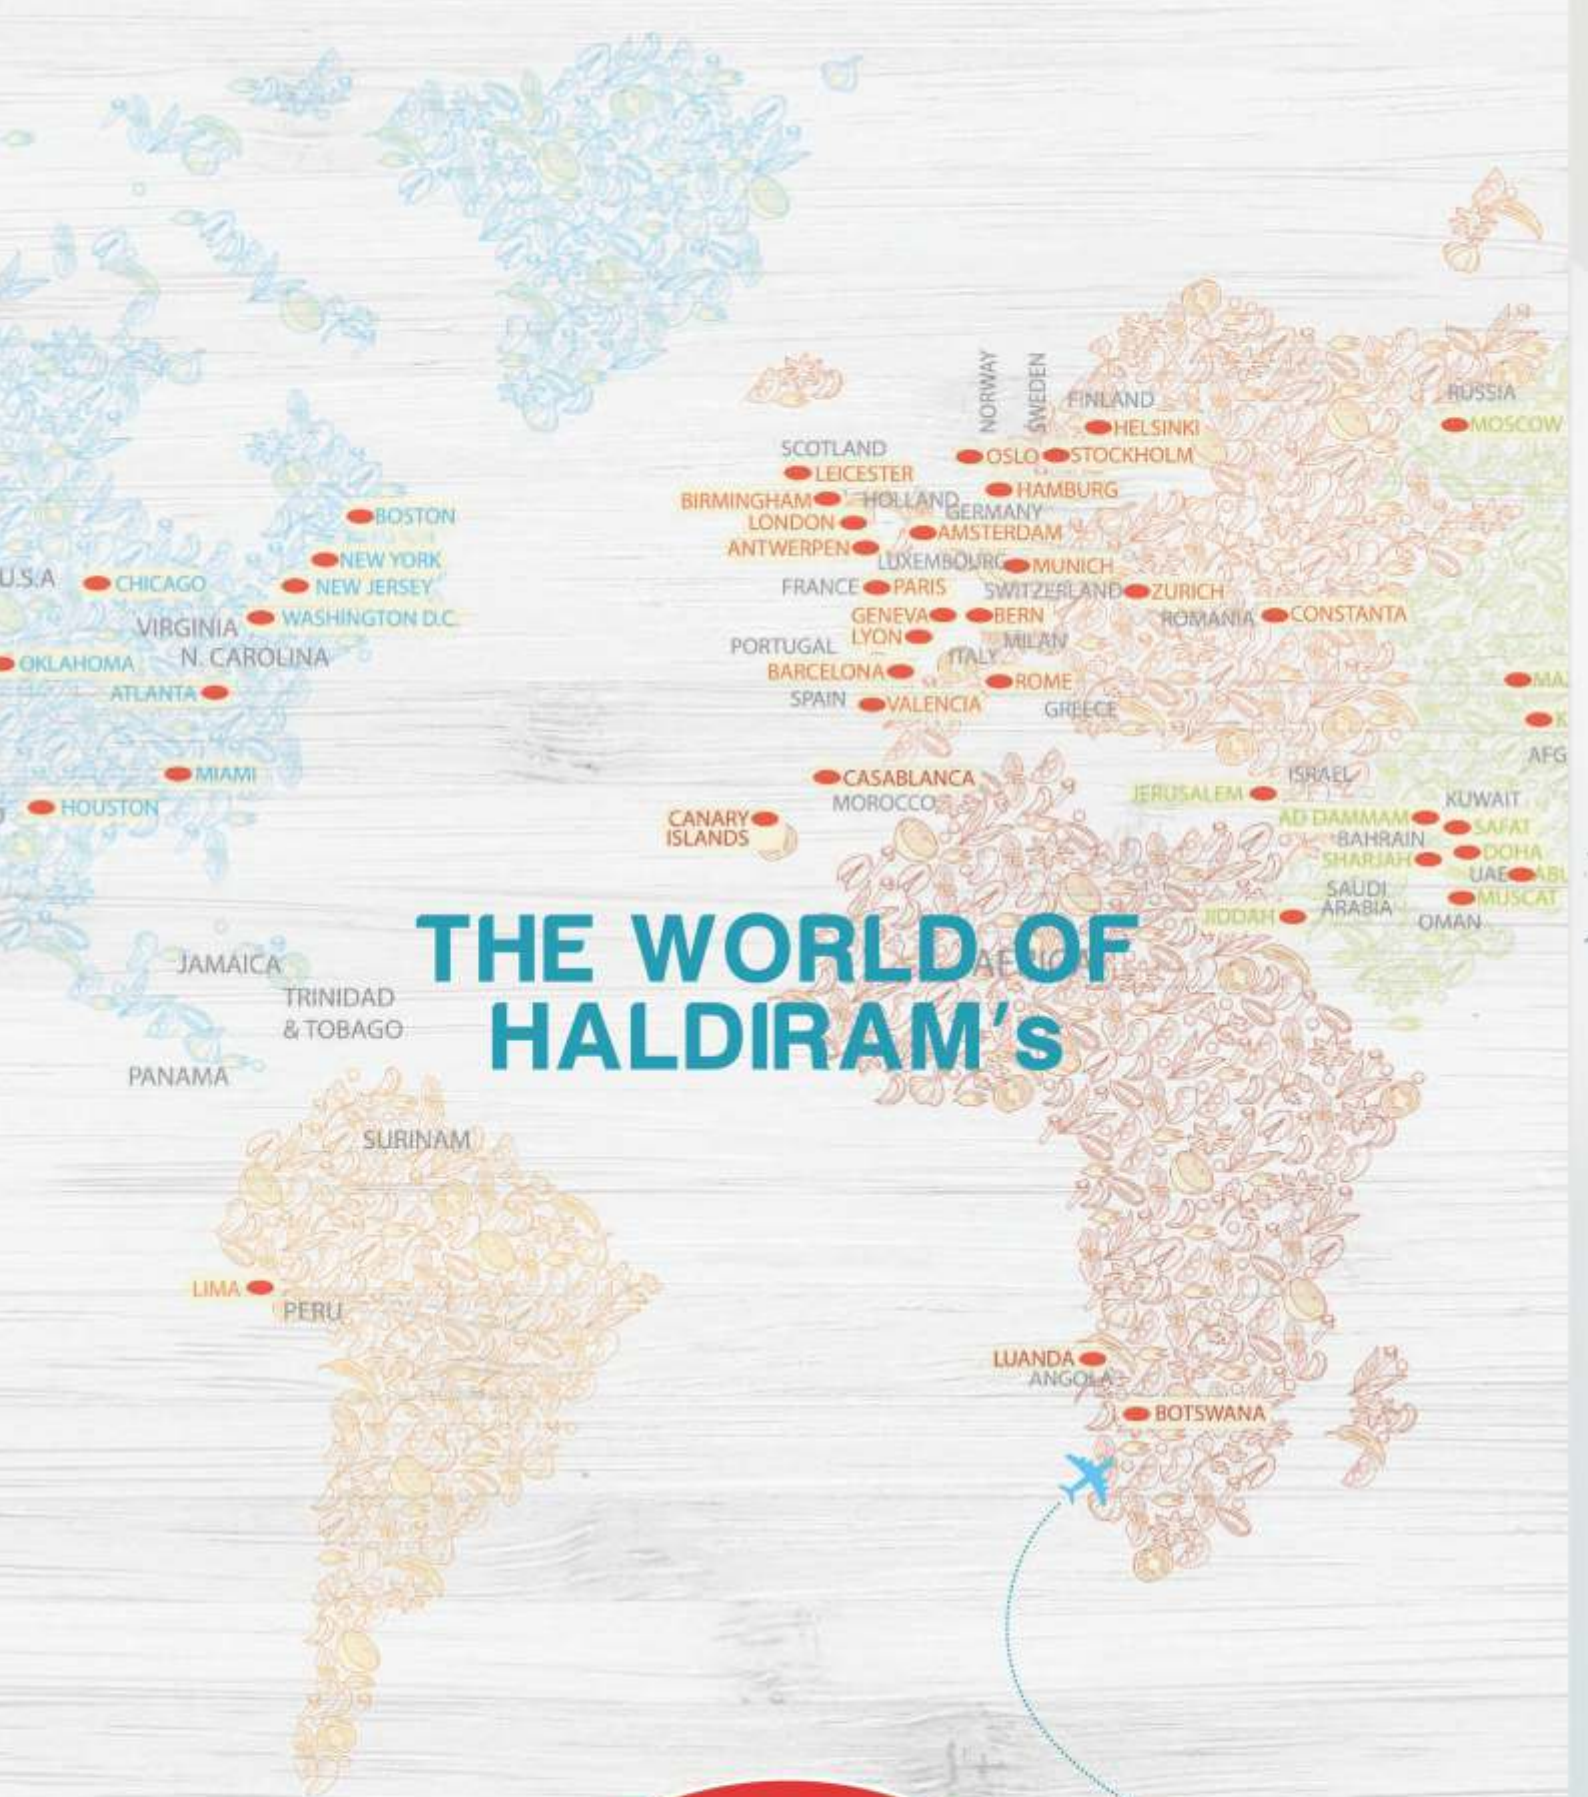 NORWAY
SWEDEN
FINLAND
HELSINKI
RUSSIA
MOSCOW
SCOTLAND
LEICESTER
OSLO
STOCKHOLM
BIRMINGHAM
HOLLAND
HAMBURG
GERMANY
LONDON
AMSTERDAM
ANTWERPEN
LUXEMBOURG
MUNICH
FRANCE
PARIS
SWITZERLAND
ZURICH
GENEVA
BERN
ROMANIA
CONSTANTA
LYON
MILAN
PORTUGAL
ITALY
BARCELONA
ROME
SPAIN
VALENCIA
GREECE
BOSTON
NEW YORK
U.S.A
CHICAGO
NEW JERSEY
VIRGINIA
WASHINGTON D.C.
OKLAHOMA
N. CAROLINA
ATLANTA
MIAMI
HOUSTON
MA
K
AFG
CASABLANCA
MOROCCO
CANARY
ISLANDS
ISRAEL
JERUSALEM
KUWAIT
AD DAMMAM
SAFAT
BAHRAIN
SHARJAH
DOHA
UAE
ABU
SAUDI
ARABIA
MUSCAT
JIDDAH
OMAN
AFRICA
THE WORLD OF
HALDIRAM's
JAMAICA
TRINIDAD
& TOBAGO
PANAMA
SURINAM
LIMA
PERU
LUANDA
ANGOLA
BOTSWANA